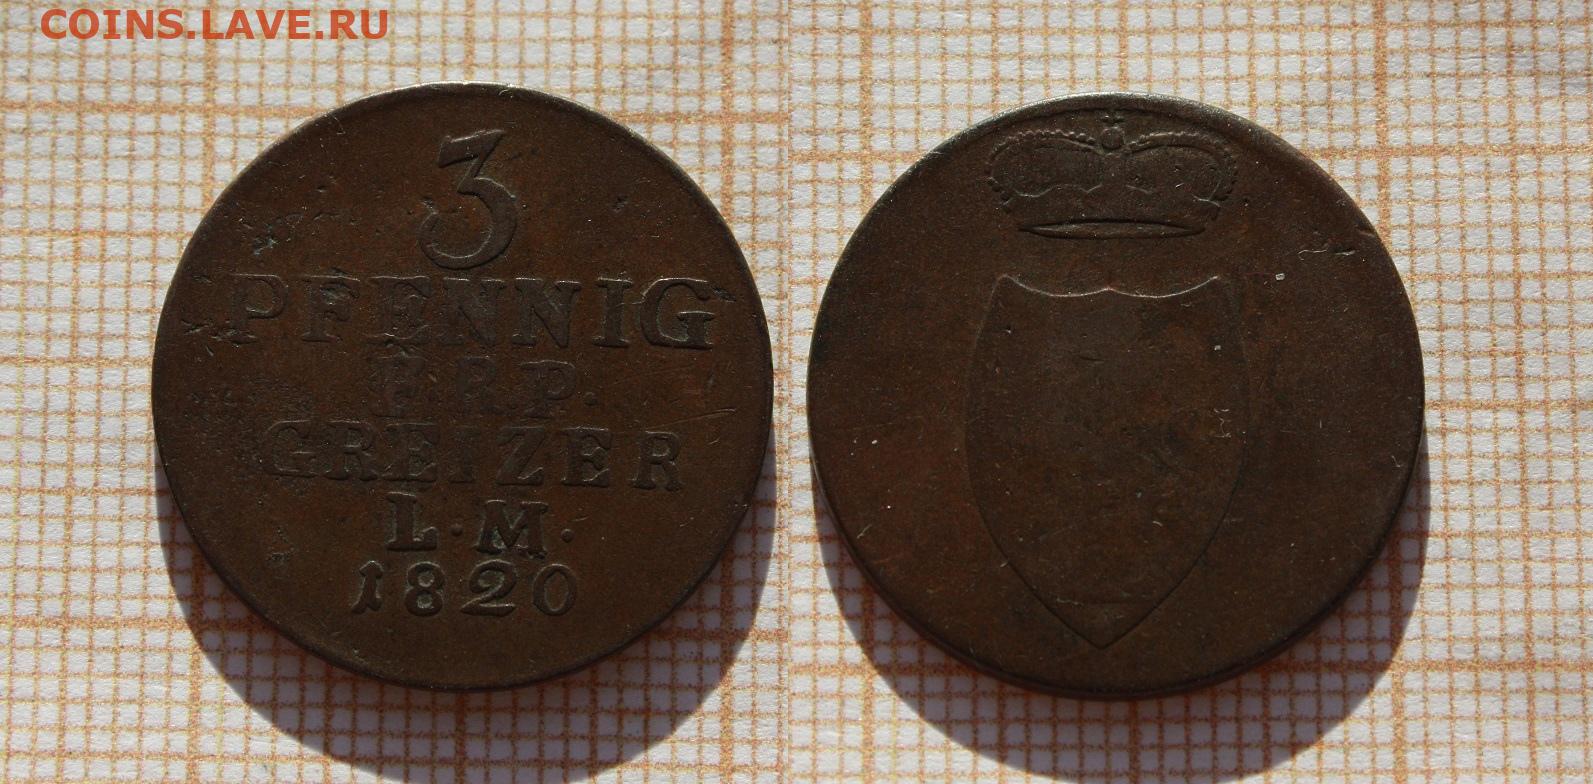 COINS.LAVE.RU
3
PFENNIG
F.R.P.
GREIZER
L.M.
1820